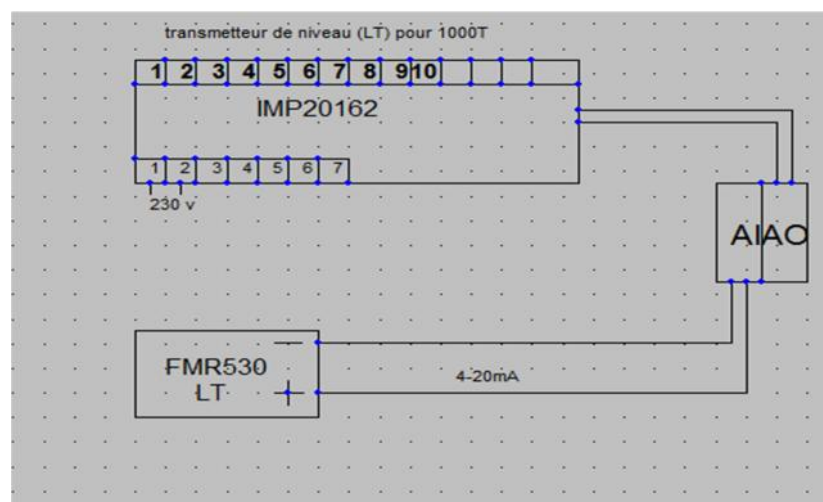 transmetteur de niveau (LT) pour 1000T
1 2 3 4 5 6 7 8 9 10
IMP20162
1 2 3 4 5 6 7
230 v
AI AO
FMR530
LT
4-20mA